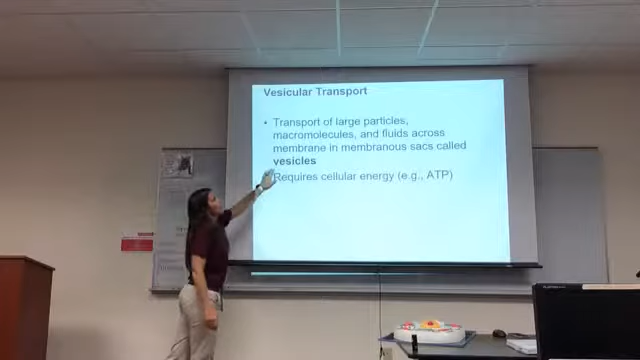 Vesicular Transport
• Transport of large particles,
macromolecules, and fluids across
membrane in membranous sacs called
vesicles
Requires cellular energy (e.g., ATP)